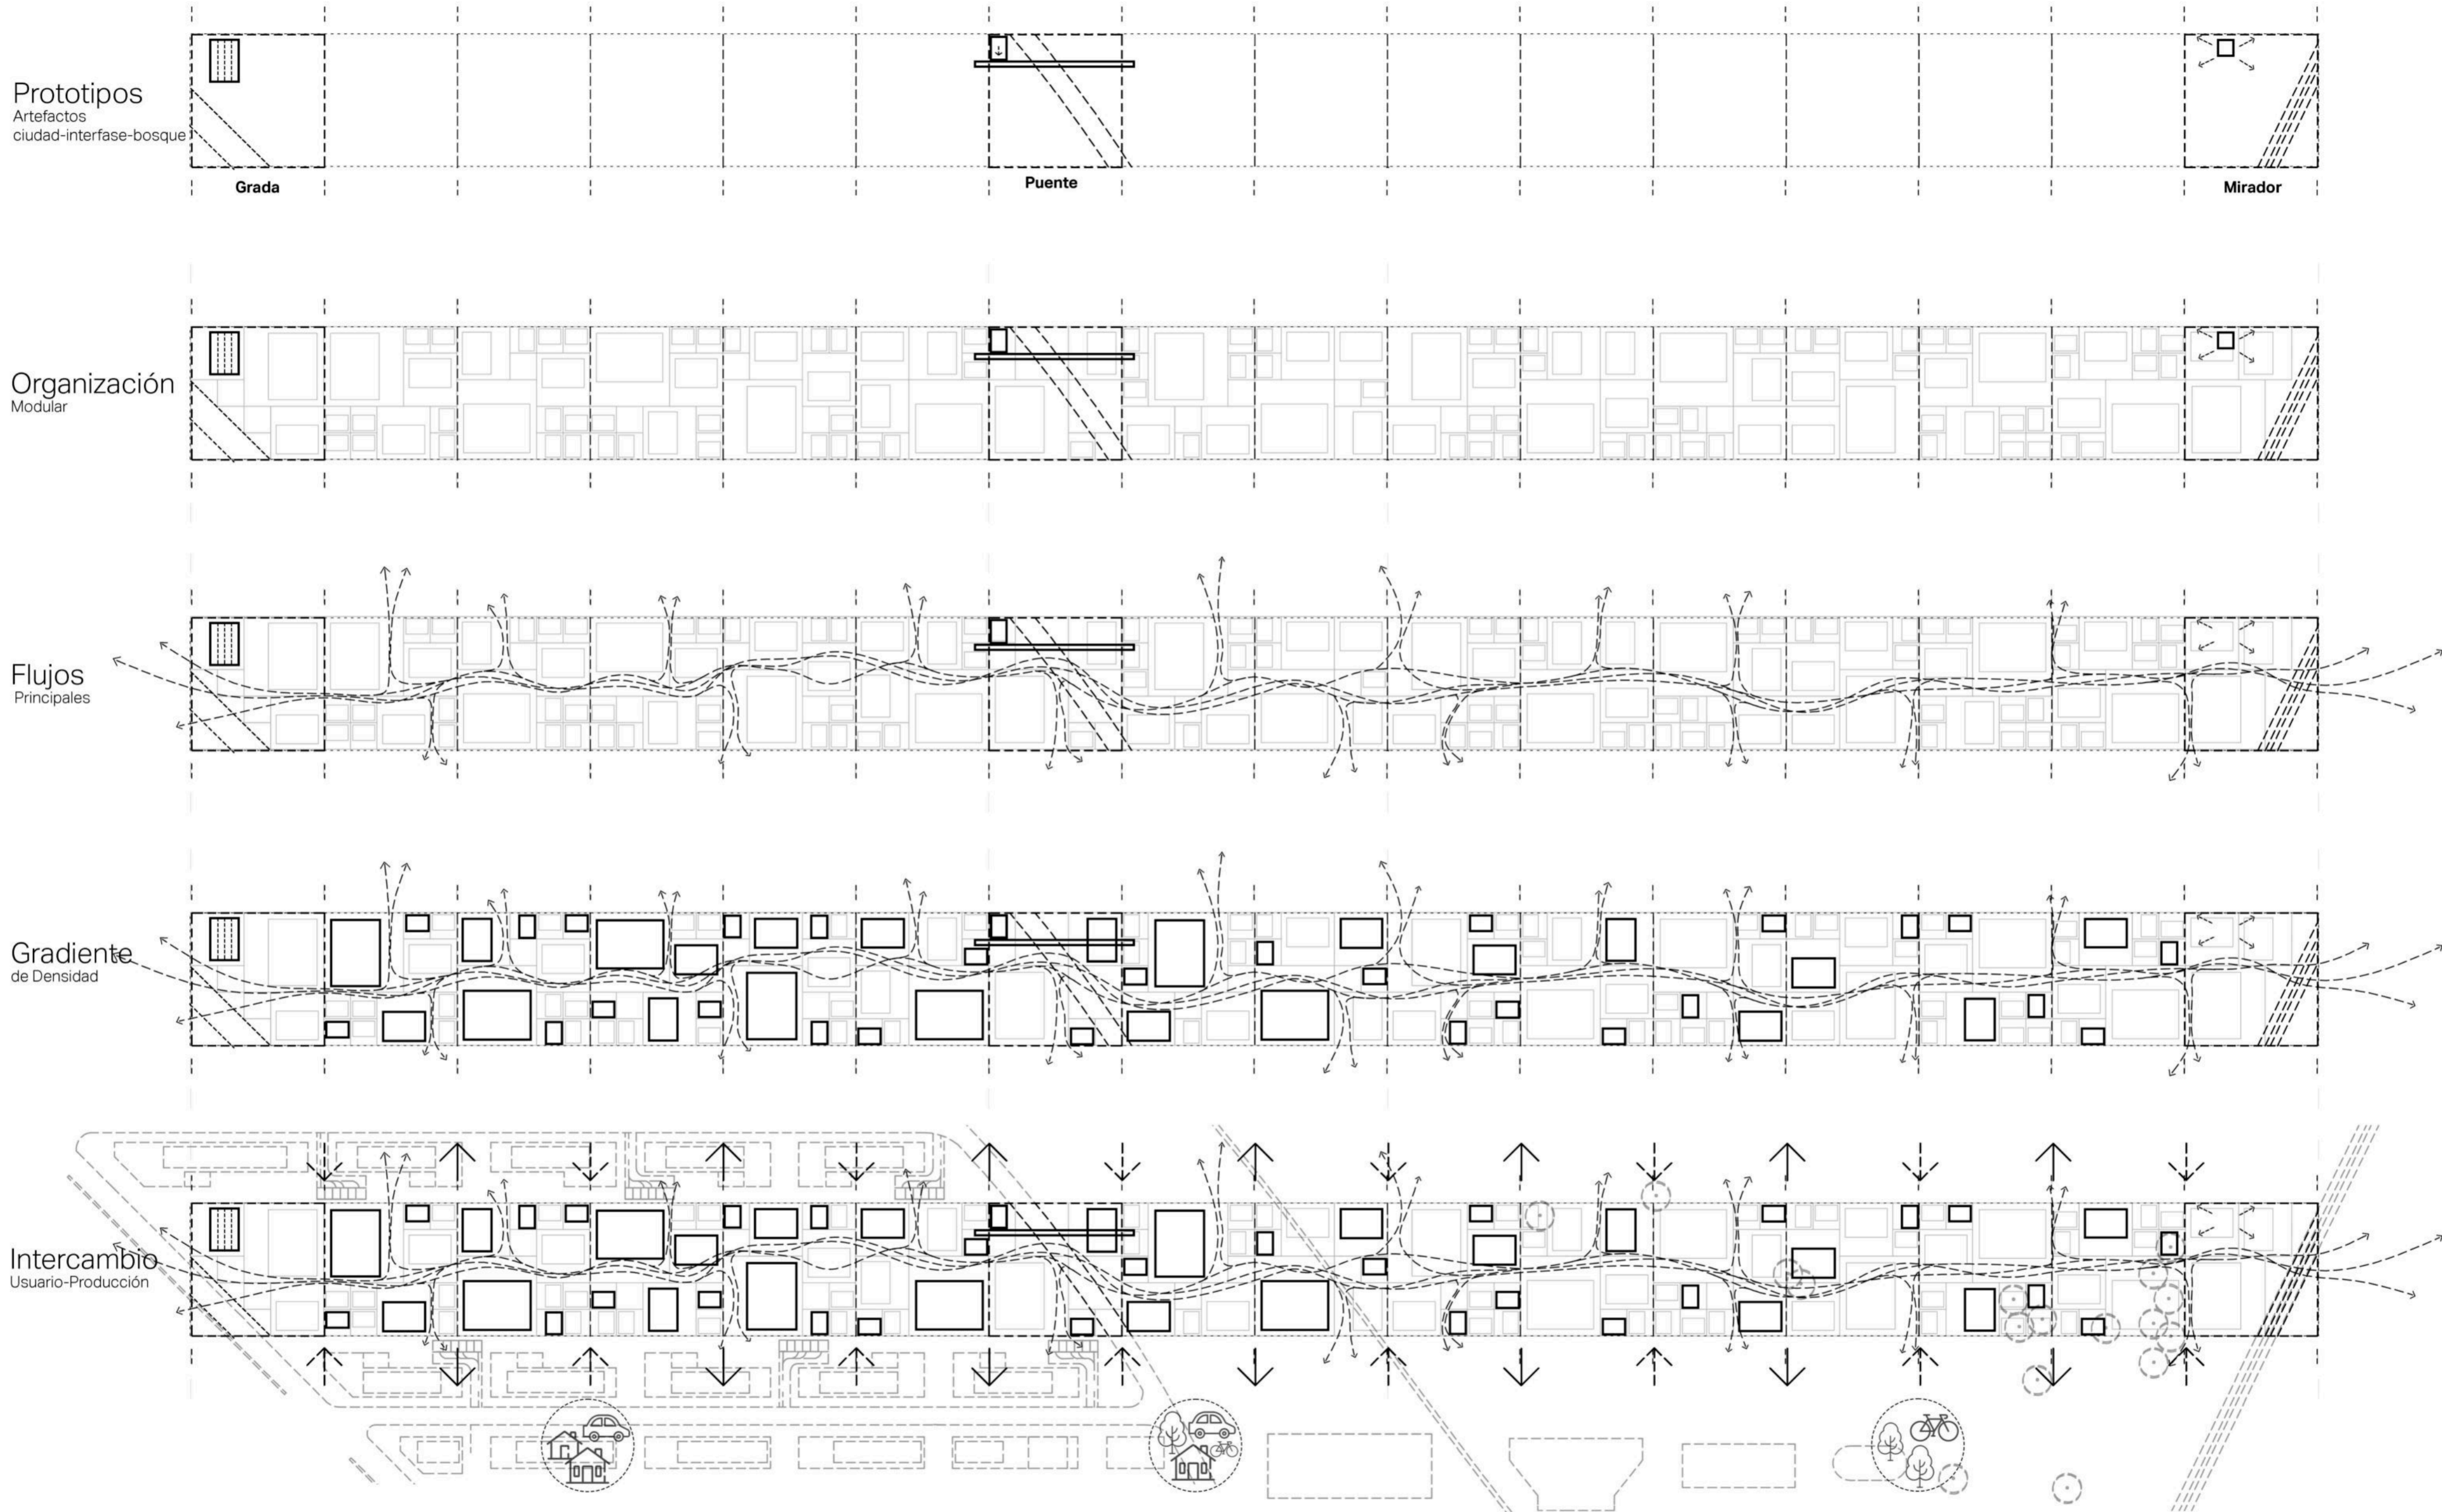 Prototipos
Artefactos
ciudad-interfase-bosque
Grada
Puente
Mirador
Organización
Modular
Flujos
Principales
Gradiente
de Densidad
Intercambio
Usuario-Producción